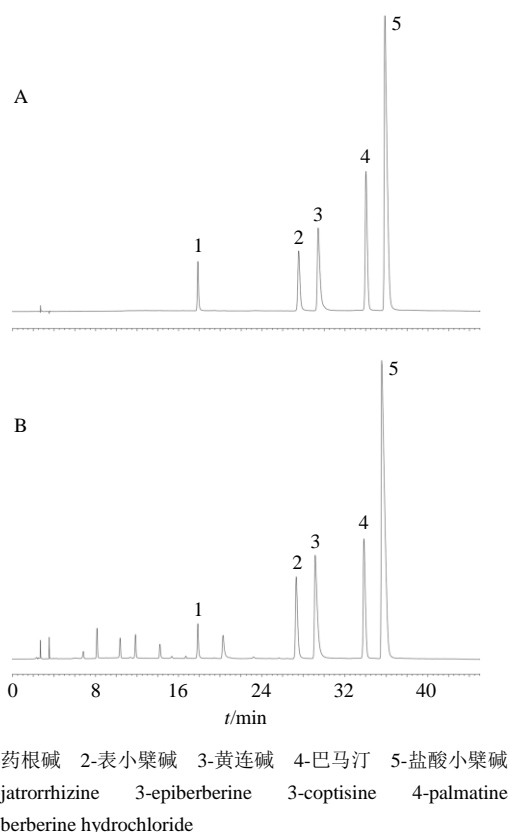 5
A
4
3
2
1
5
B
4
3
2
1
0 8 16 24 32 40
t/min
药根碱 2-表小檗碱 3-黄连碱 4-巴马汀 5-盐酸小檗碱
jatrorrhizine 3-epiberberine 3-coptisine 4-palmatine
berberine hydrochloride